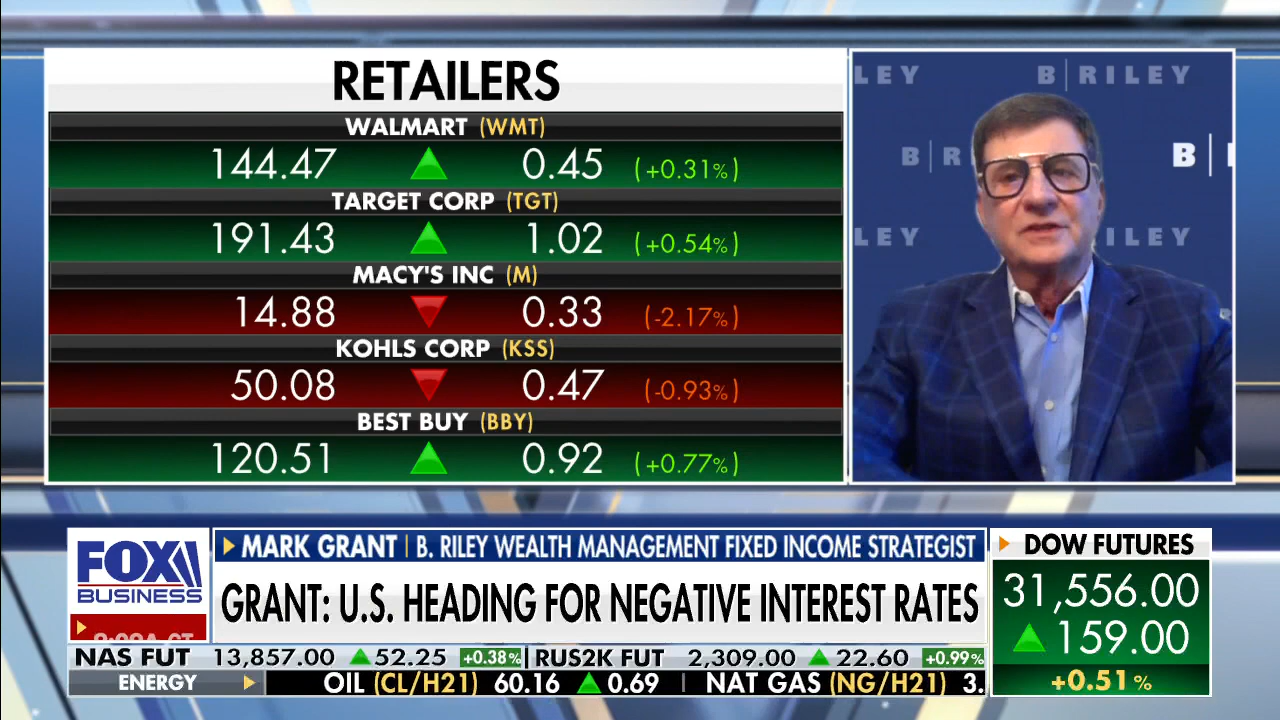 RETAILERS
WALMART (WMT)
144.47 ▲ 0.45 (+0.31%)
TARGET CORP (TGT)
191.43 ▲ 1.02 (+0.54%)
MACY'S INC (M)
14.88 ▼ 0.33 (-2.17%)
KOHLS CORP (KSS)
50.08 ▼ 0.47 (-0.93%)
BEST BUY (BBY)
120.51 ▲ 0.92 (+0.77%)
LEY B|RILEY
B|R B|
LEY ILEY
FOX
BUSINESS
MARK GRANT | B. RILEY WEALTH MANAGEMENT FIXED INCOME STRATEGIST
GRANT: U.S. HEADING FOR NEGATIVE INTEREST RATES
DOW FUTURES
31,556.00
▲ 159.00
+0.51%
NAS FUT 13,857.00 ▲52.25 +0.38% | RUS2K FUT 2,309.00 ▲ 22.60 +0.99%
ENERGY OIL (CL/H21) 60.16 ▲ 0.69 | NAT GAS (NG/H21) 3.